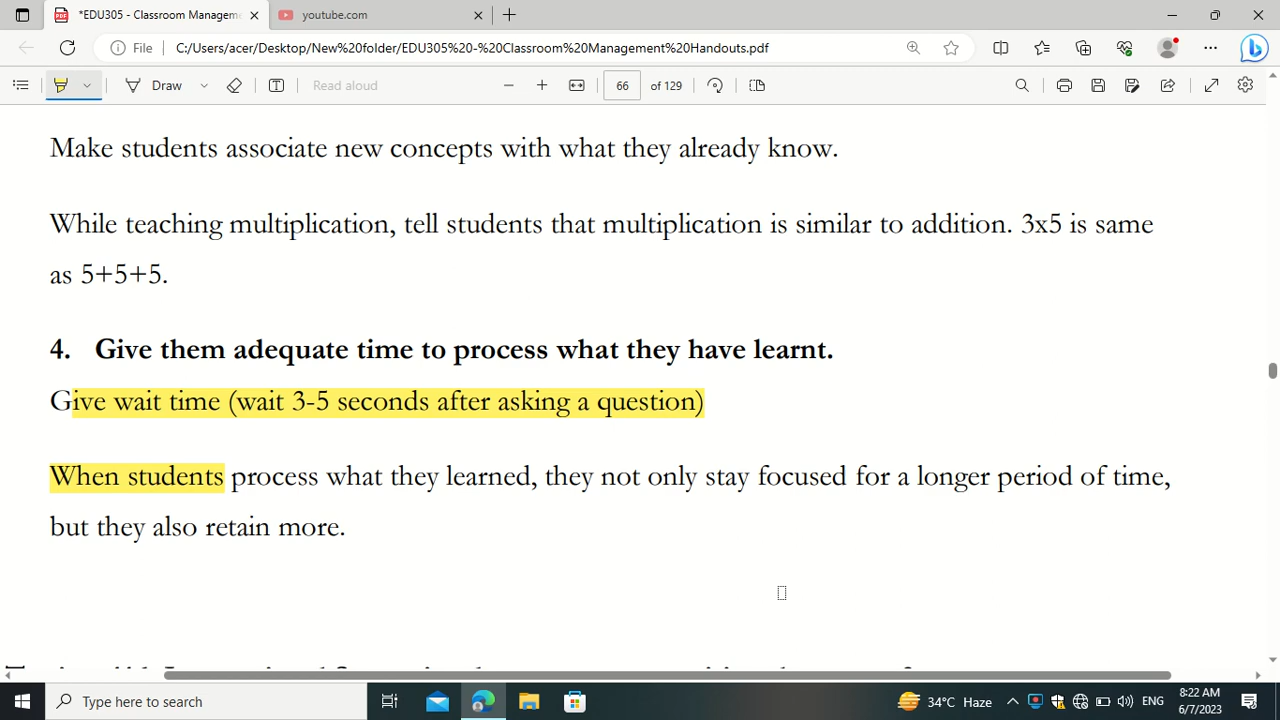 *EDU305 - Classroom Managem
youtube.com
File
C:/Users/acer/Desktop/New%20folder/EDU305%20-%20Classroom%20Management%20Handouts.pdf
Draw
Read aloud
66 of 129
Make students associate new concepts with what they already know.
While teaching multiplication, tell students that multiplication is similar to addition. 3x5 is same
as 5+5+5.
4. Give them adequate time to process what they have learnt.
Give wait time (wait 3-5 seconds after asking a question)
When students process what they learned, they not only stay focused for a longer period of time,
but they also retain more.
Type here to search
34°C Haze
ENG
8:22 AM
6/7/2023